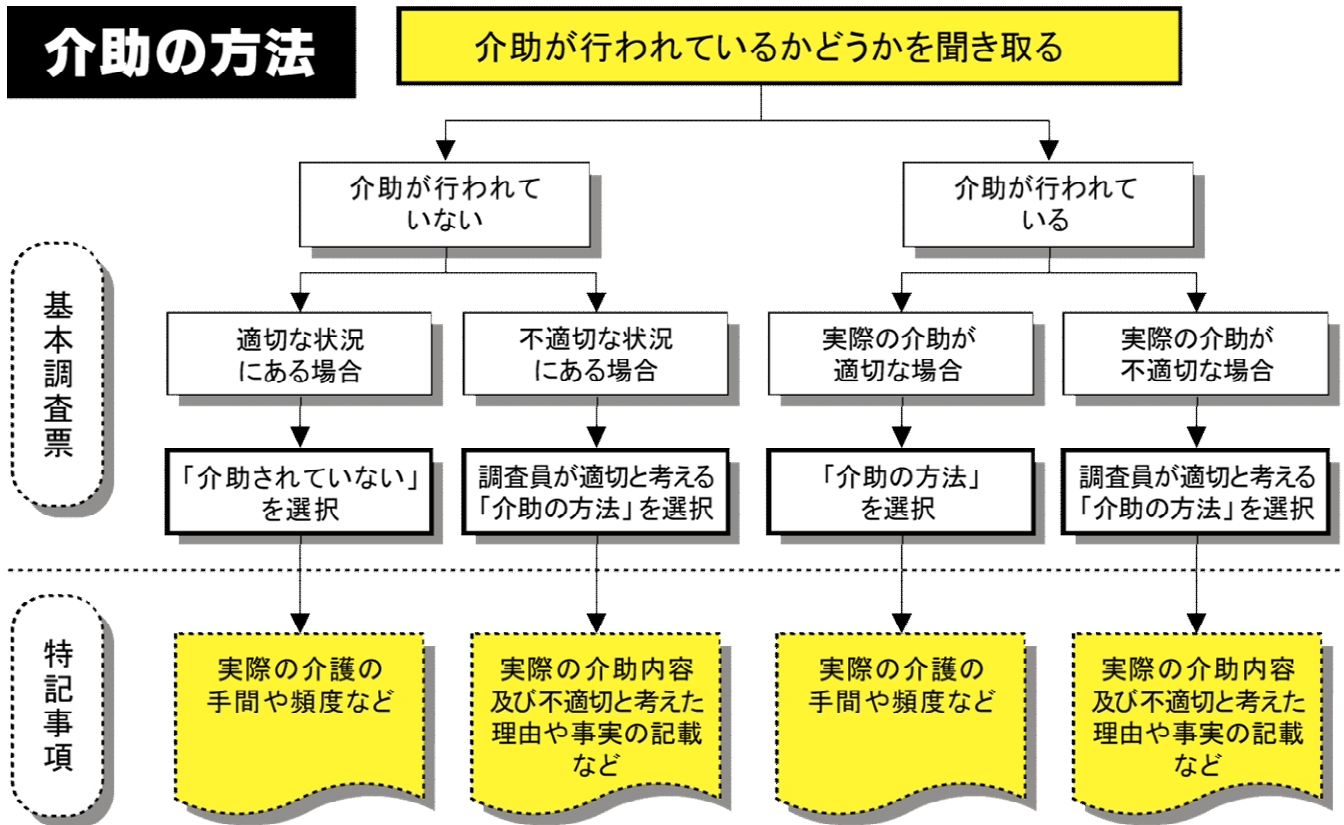 介助の方法
介助が行われているかどうかを聞き取る
介助が行われて
いない
介助が行われて
いる
基本調査票
適切な状況
にある場合
不適切な状況
にある場合
実際の介助が
適切な場合
実際の介助が
不適切な場合
「介助されていない」
を選択
調査員が適切と考える
「介助の方法」を選択
「介助の方法」
を選択
調査員が適切と考える
「介助の方法」を選択
特記事項
実際の介護の
手間や頻度など
実際の介助内容
及び不適切と考えた
理由や事実の記載
など
実際の介護の
手間や頻度など
実際の介助内容
及び不適切と考えた
理由や事実の記載
など